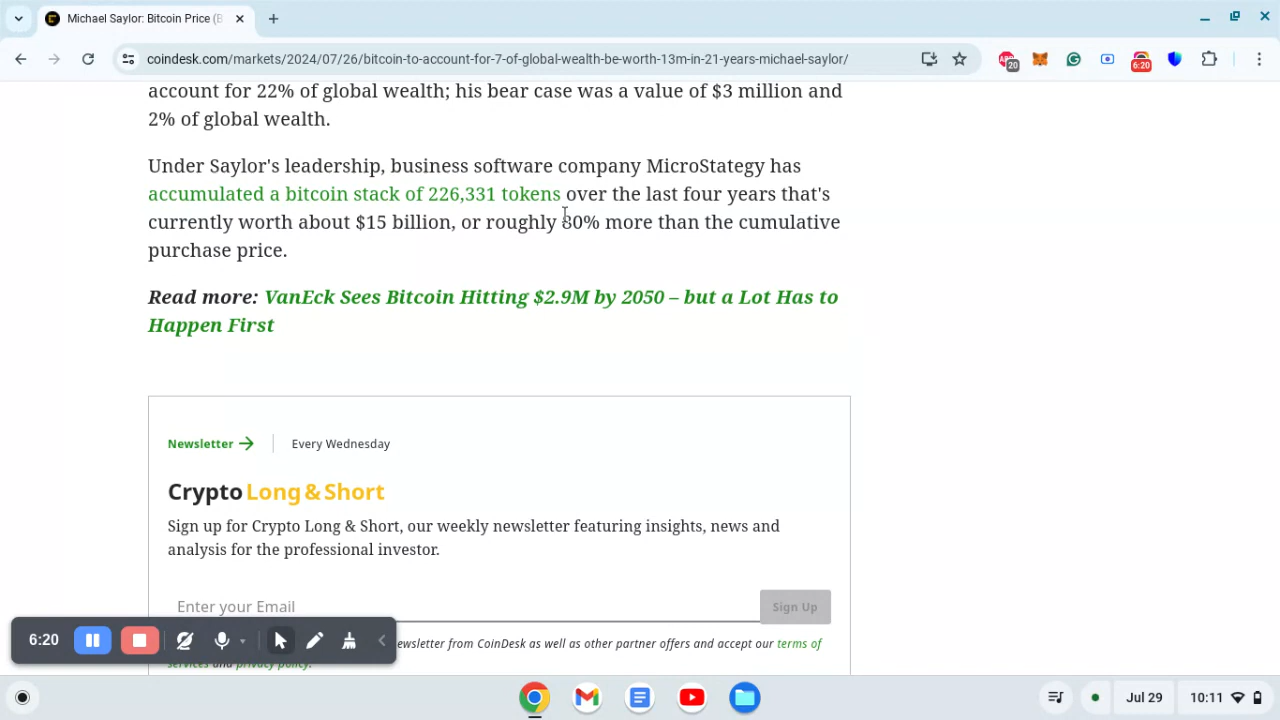 Michael Saylor: Bitcoin Price (B
coindesk.com/markets/2024/07/26/bitcoin-to-account-for-7-of-global-wealth-be-worth-13m-in-21-years-michael-saylor/
20
6:20
account for 22% of global wealth; his bear case was a value of $3 million and
2% of global wealth.
Under Saylor's leadership, business software company MicroStategy has
accumulated a bitcoin stack of 226,331 tokens over the last four years that's
currently worth about $15 billion, or roughly 80% more than the cumulative
purchase price.
Read more: VanEck Sees Bitcoin Hitting $2.9M by 2050 – but a Lot Has to
Happen First
Newsletter Every Wednesday
Crypto Long & Short
Sign up for Crypto Long & Short, our weekly newsletter featuring insights, news and
analysis for the professional investor.
Enter your Email
Sign Up
6:20
ewsletter from CoinDesk as well as other partner offers and accept our terms of
services and privacy policy.
Jul 29
10:11